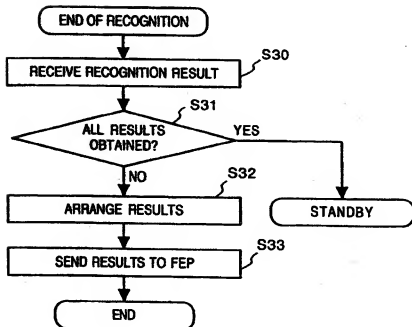 END OF RECOGNITION
S30
RECEIVE RECOGNITION RESULT
S31
ALL RESULTS
OBTAINED?
YES
NO
S32
ARRANGE RESULTS
STANDBY
S33
SEND RESULTS TO FEP
END